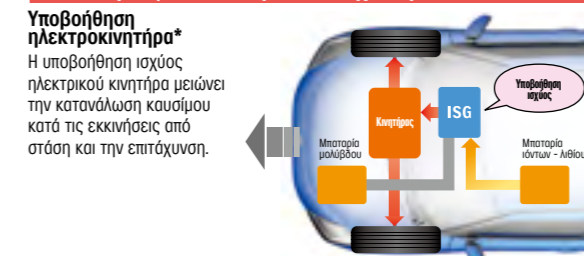 Υποβοήθηση
ηλεκτροκινητήρα*
Η υποβοήθηση ισχύος
ηλεκτρικού κινητήρα μειώνει
την κατανάλωση καυσίμου
κατά τις εκκινήσεις από
στάση και την επιτάχυνση.
Υποβοήθηση
ισχύος
Κινητήρας
ISG
Μπαταρία
μολύβδου
Μπαταρία
ιόντων - λιθίου